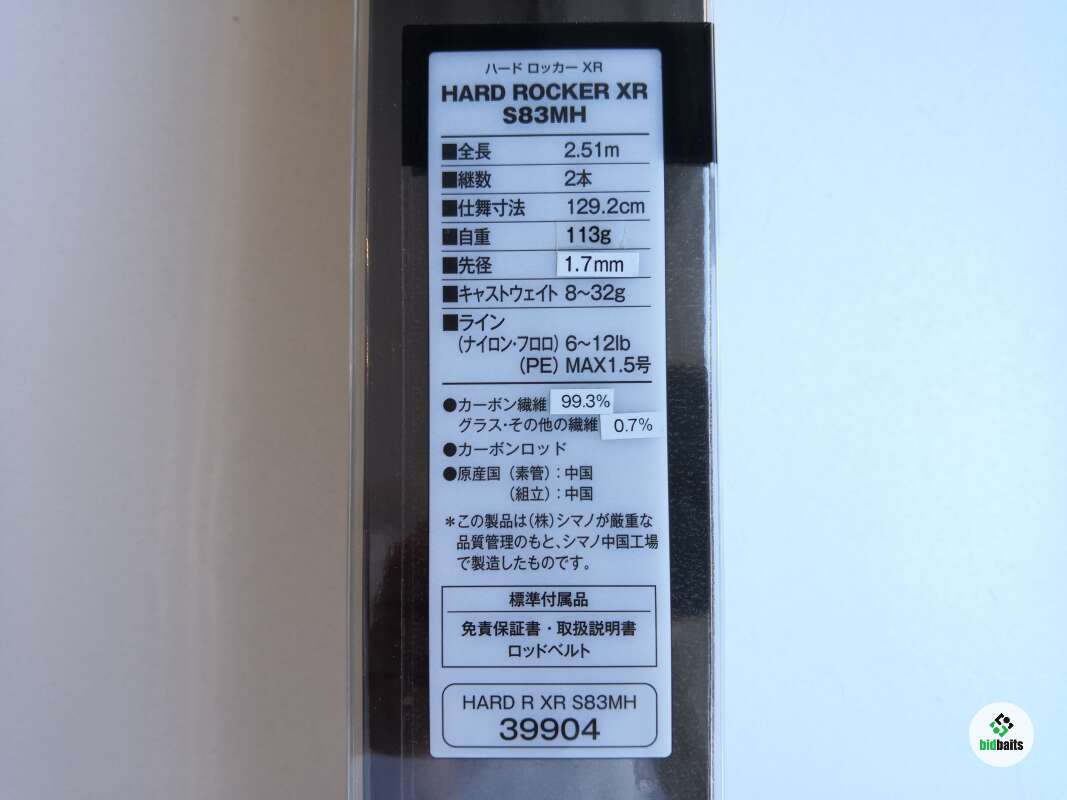 ハード ロッカー XR
HARD ROCKER XR
S83MH
■全長 2.51m
■継数 2本
■仕舞寸法 129.2cm
■自重 113g
■先径 1.7mm
■キャストウェイト 8〜32g
■ライン
(ナイロン・フロロ) 6〜12lb
(PE) MAX1.5号
●カーボン繊維 99.3%
グラス・その他の繊維 0.7%
●カーボンロッド
●原産国(素管):中国
(組立):中国
＊この製品は(株)シマノが厳重な
品質管理のもと、シマノ中国工場
で製造したものです。
標準付属品
免責保証書・取扱説明書
ロッドベルト
HARD R XR S83MH
39904
bidbaits